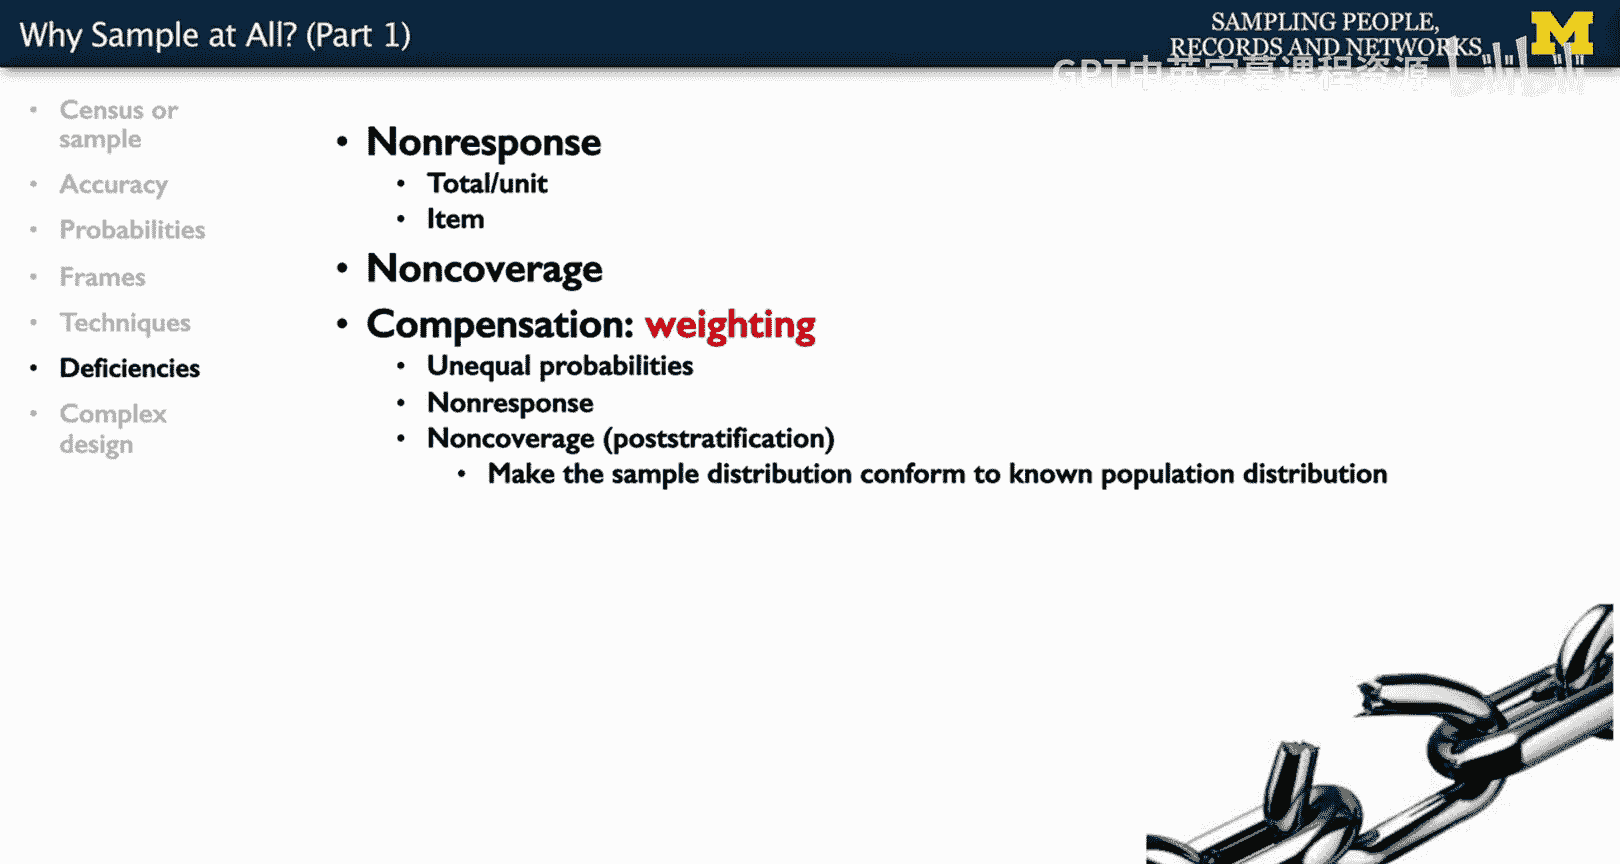 Why Sample at All? (Part 1)
SAMPLING PEOPLE,
RECORDS AND NETWORKS
M
GPT中英字幕课程资源
bilibili
• Census or
sample
• Accuracy
• Probabilities
• Frames
• Techniques
• Deficiencies
• Complex
design
• Nonresponse
• Total/unit
• Item
• Noncoverage
• Compensation: weighting
• Unequal probabilities
• Nonresponse
• Noncoverage (poststratification)
• Make the sample distribution conform to known population distribution